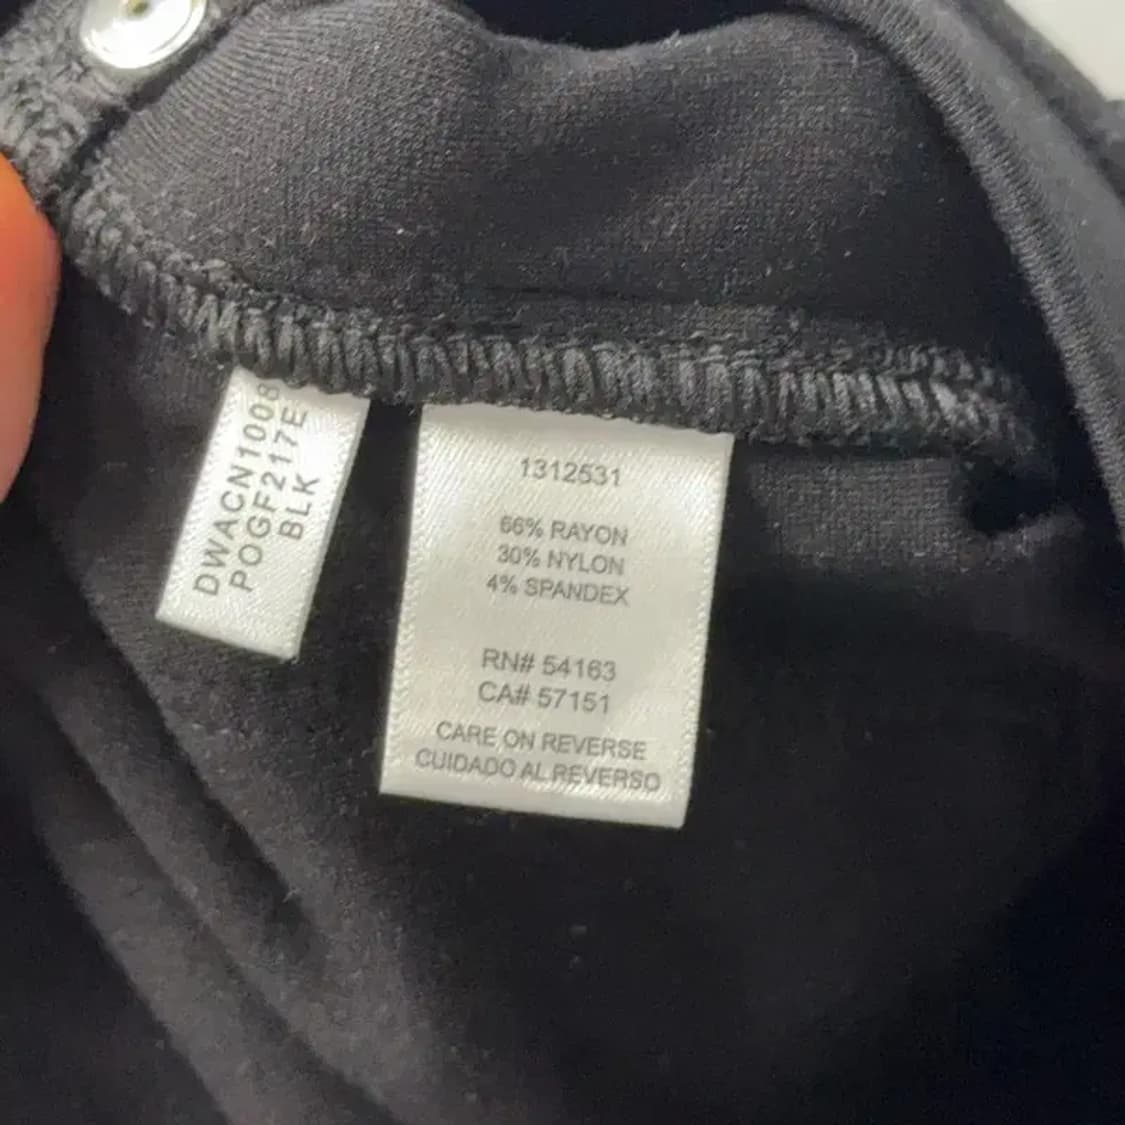 DWACN1008
POGF217E
BLK
1312531
66% RAYON
30% NYLON
4% SPANDEX
RN# 54163
CA# 57151
CARE ON REVERSE
CUIDADO AL REVERSO